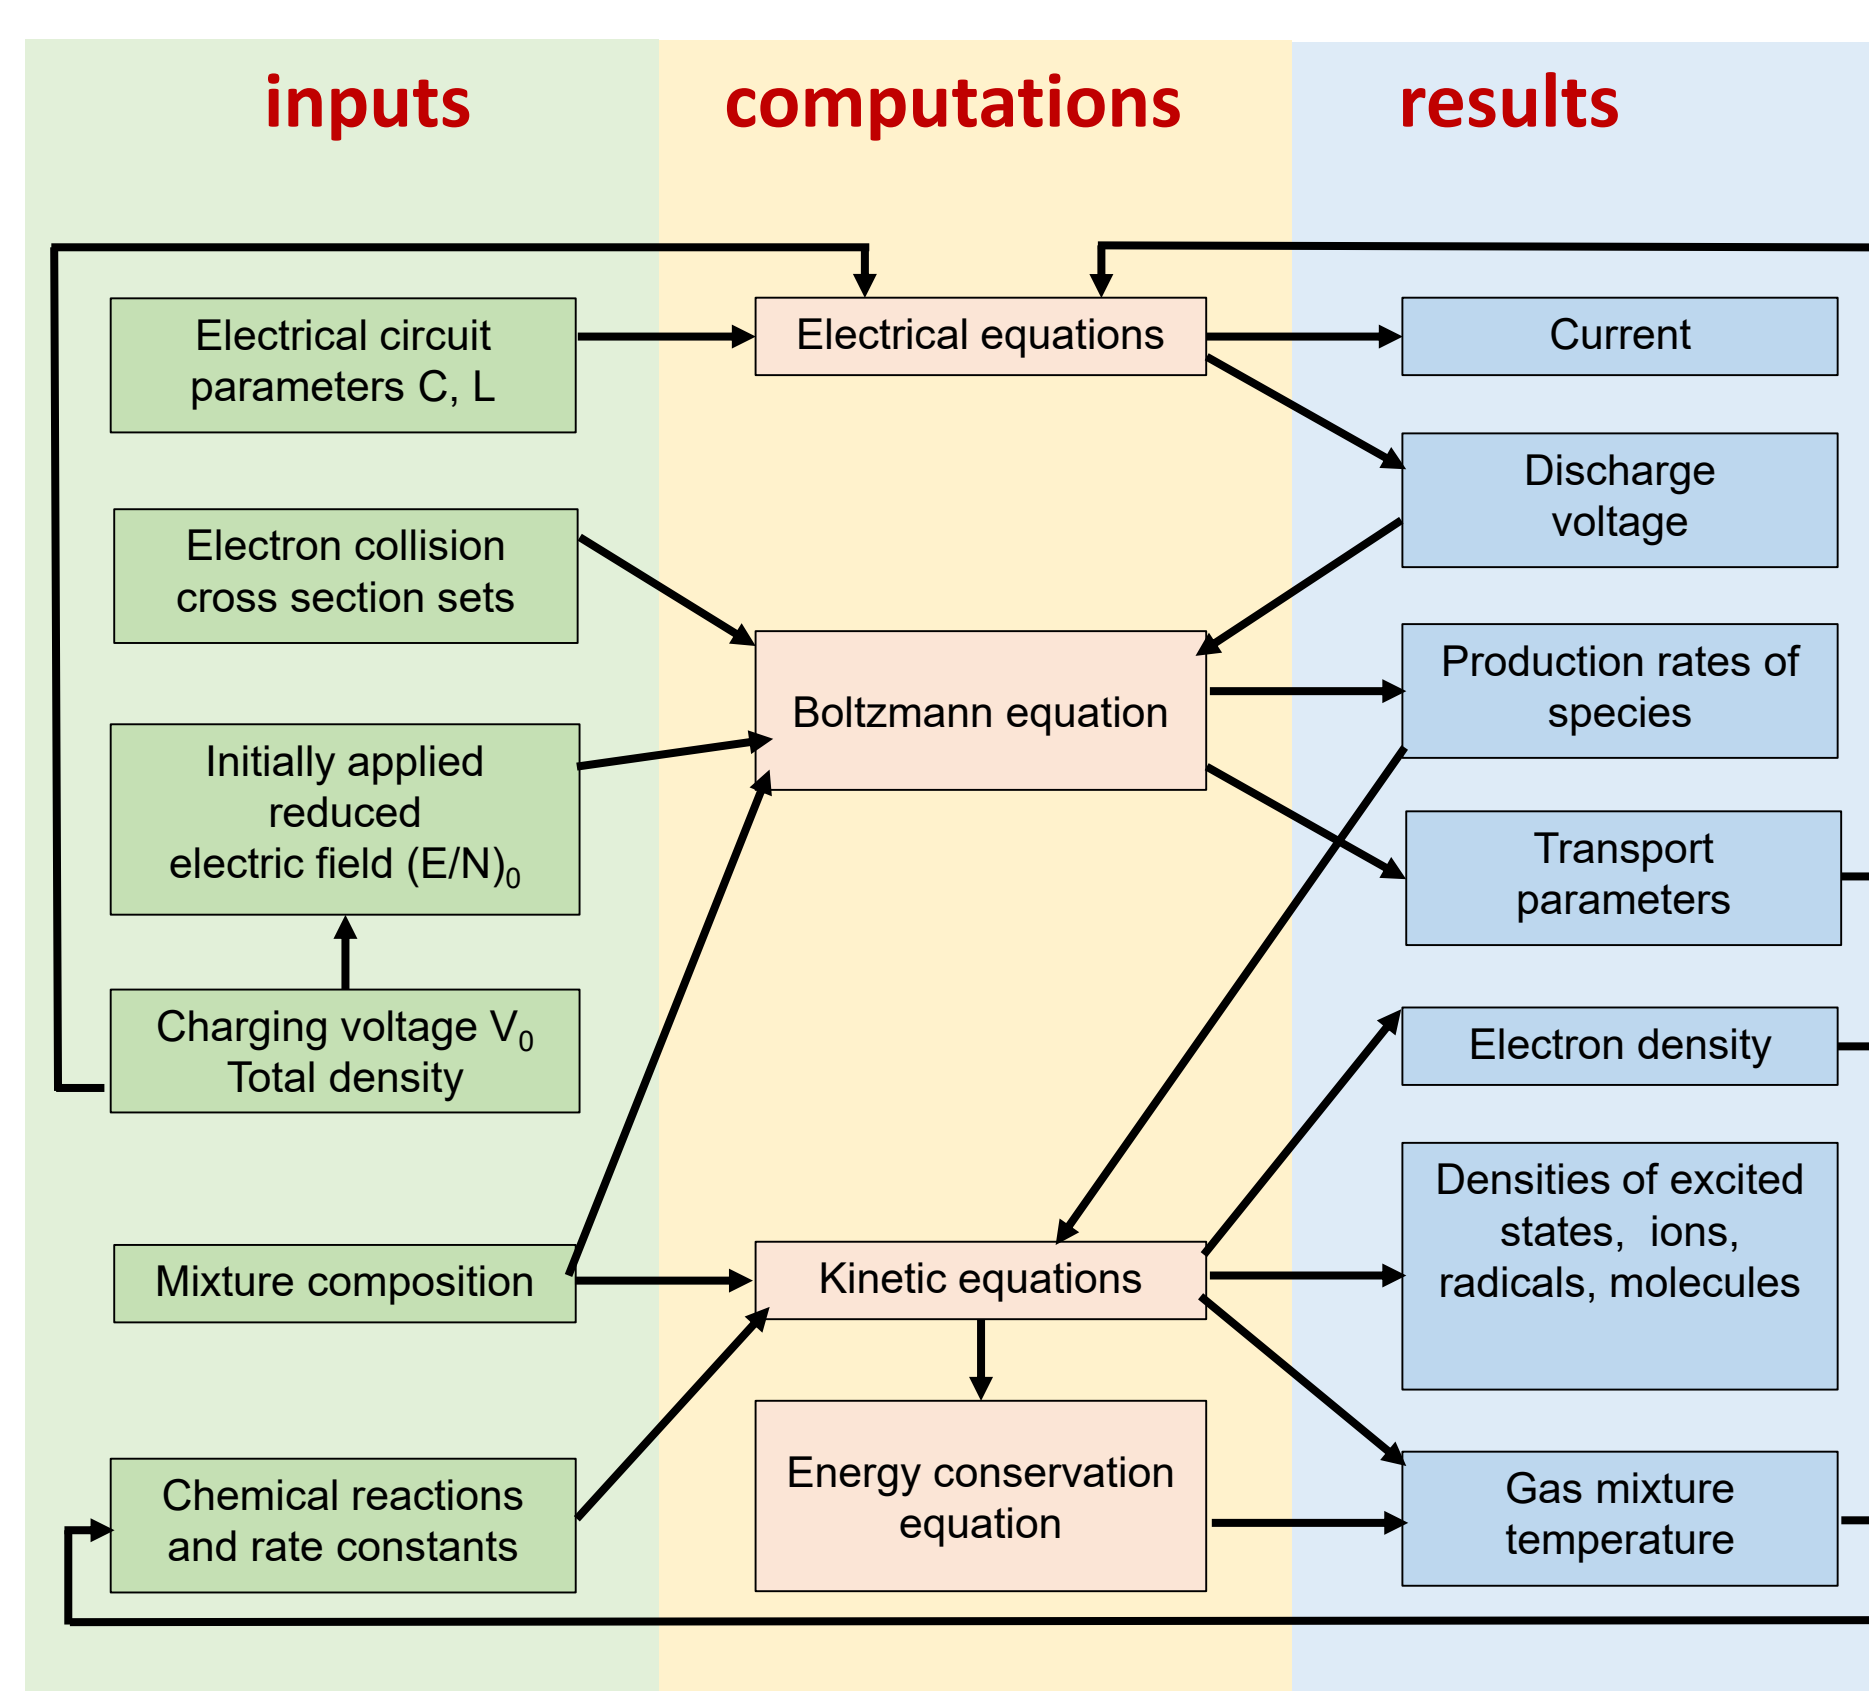 inputs
computations
results
Electrical circuit
parameters C, L
Electrical equations
Current
Discharge
voltage
Electron collision
cross section sets
Boltzmann equation
Production rates of
species
Initially applied
reduced
electric field (E/N)₀
Transport
parameters
Charging voltage V₀
Total density
Electron density
Mixture composition
Kinetic equations
Densities of excited
states, ions,
radicals, molecules
Chemical reactions
and rate constants
Energy conservation
equation
Gas mixture
temperature